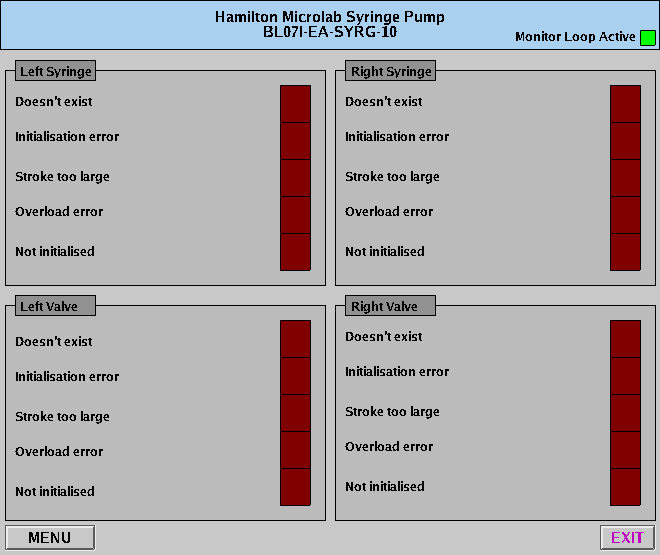 Hamilton Microlab Syringe Pump
BL07I-EA-SYRG-10
Monitor Loop Active
Left Syringe
Doesn't exist
Initialisation error
Stroke too large
Overload error
Not initialised
Right Syringe
Doesn't exist
Initialisation error
Stroke too large
Overload error
Not initialised
Left Valve
Doesn't exist
Initialisation error
Stroke too large
Overload error
Not initialised
Right Valve
Doesn't exist
Initialisation error
Stroke too large
Overload error
Not initialised
MENU
EXIT